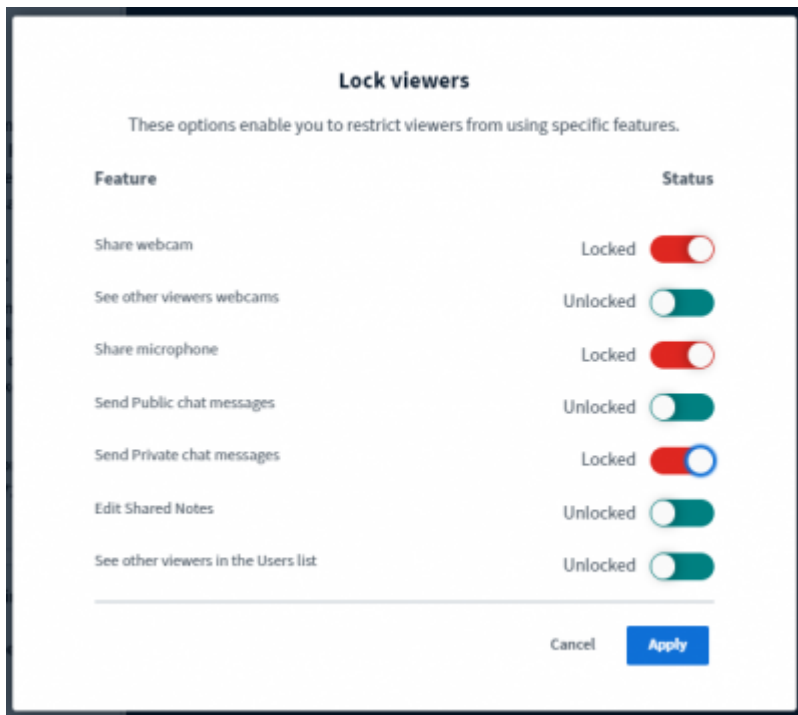 Lock viewers
These options enable you to restrict viewers from using specific features.
Feature Status
Share webcam Locked
See other viewers webcams Unlocked
Share microphone Locked
Send Public chat messages Unlocked
Send Private chat messages Locked
Edit Shared Notes Unlocked
See other viewers in the Users list Unlocked
Cancel Apply